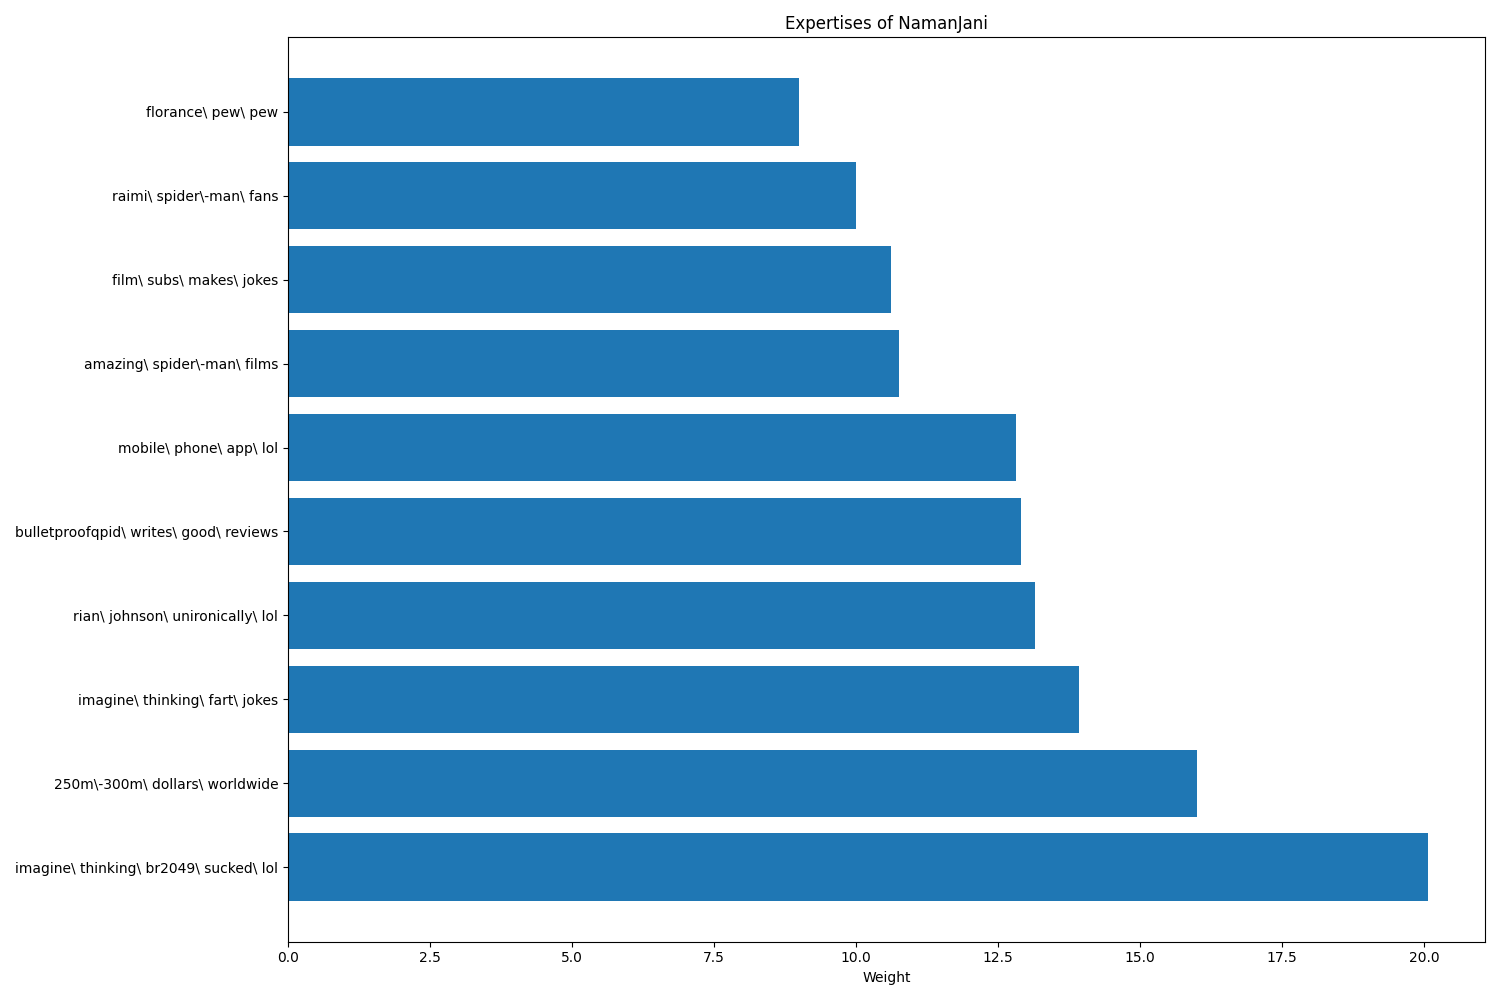 Expertises of NamanJani
florance\ pew\ pew
raimi\ spider\-man\ fans
film\ subs\ makes\ jokes
amazing\ spider\-man\ films
mobile\ phone\ app\ lol
bulletproofqpid\ writes\ good\ reviews
rian\ johnson\ unironically\ lol
imagine\ thinking\ fart\ jokes
250m\-300m\ dollars\ worldwide
imagine\ thinking\ br2049\ sucked\ lol
0.0 2.5 5.0 7.5 10.0 12.5 15.0 17.5 20.0
Weight